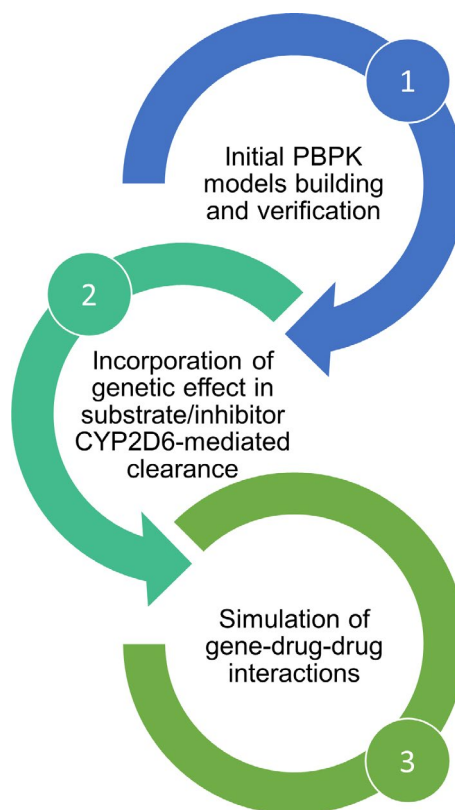 1
Initial PBPK
models building
and verification
2
Incorporation of
genetic effect in
substrate/inhibitor
CYP2D6-mediated
clearance
Simulation of
gene-drug-drug
interactions
3